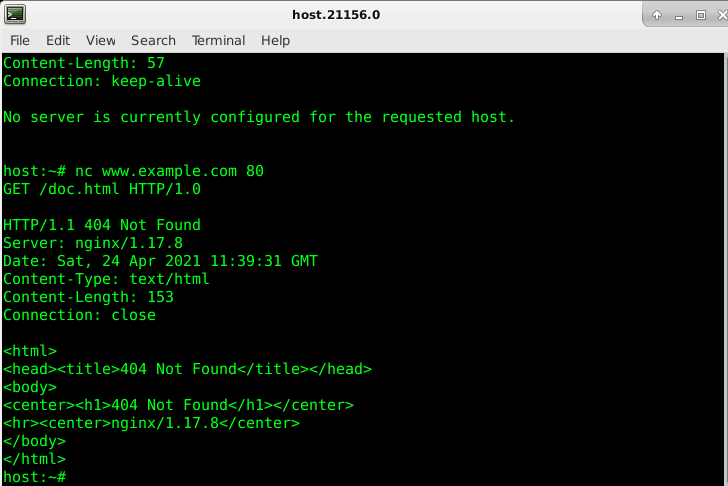 host.21156.0
File Edit View Search Terminal Help
Content-Length: 57
Connection: keep-alive
No server is currently configured for the requested host.
host:~# nc www.example.com 80
GET /doc.html HTTP/1.0
HTTP/1.1 404 Not Found
Server: nginx/1.17.8
Date: Sat, 24 Apr 2021 11:39:31 GMT
Content-Type: text/html
Content-Length: 153
Connection: close
<html>
<head><title>404 Not Found</title></head>
<body>
<center><h1>404 Not Found</h1></center>
<hr><center>nginx/1.17.8</center>
</body>
</html>
host:~#